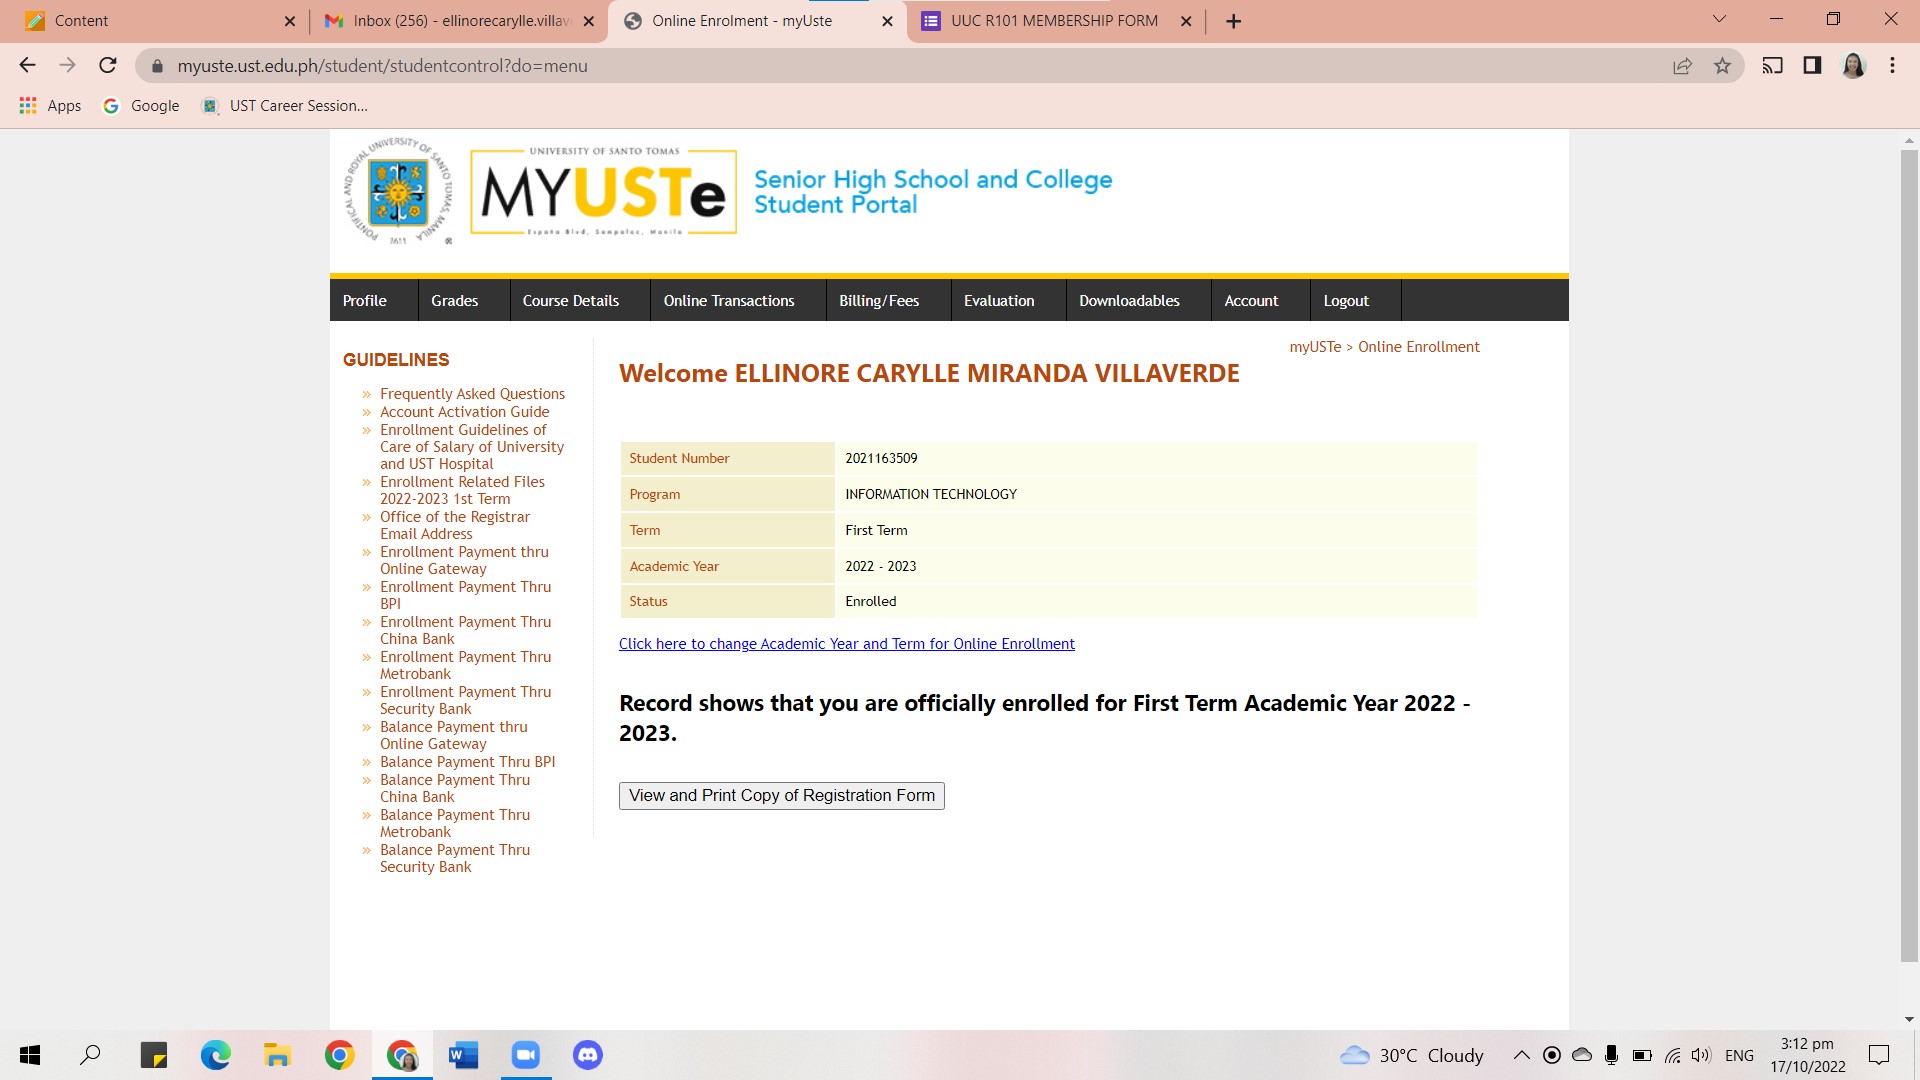 Content
Inbox (256) - ellinorecarylle.villav
Online Enrolment - myUste
UUC R101 MEMBERSHIP FORM
myuste.ust.edu.ph/student/studentcontrol?do=menu
Apps
Google
UST Career Session...
PONTIFICAL AND ROYAL UNIVERSITY OF SANTO TOMAS, MANILA
1611
UNIVERSITY OF SANTO TOMAS
MYUSTe
España Blvd, Sampaloc, Manila
Senior High School and College
Student Portal
Profile
Grades
Course Details
Online Transactions
Billing/Fees
Evaluation
Downloadables
Account
Logout
myUSTe > Online Enrollment
GUIDELINES
» Frequently Asked Questions
» Account Activation Guide
» Enrollment Guidelines of
Care of Salary of University
and UST Hospital
» Enrollment Related Files
2022-2023 1st Term
» Office of the Registrar
Email Address
» Enrollment Payment thru
Online Gateway
» Enrollment Payment Thru
BPI
» Enrollment Payment Thru
China Bank
» Enrollment Payment Thru
Metrobank
» Enrollment Payment Thru
Security Bank
» Balance Payment thru
Online Gateway
» Balance Payment Thru BPI
» Balance Payment Thru
China Bank
» Balance Payment Thru
Metrobank
» Balance Payment Thru
Security Bank
Welcome ELLINORE CARYLLE MIRANDA VILLAVERDE
Student Number 2021163509
Program INFORMATION TECHNOLOGY
Term First Term
Academic Year 2022 - 2023
Status Enrolled
Click here to change Academic Year and Term for Online Enrollment
Record shows that you are officially enrolled for First Term Academic Year 2022 -
2023.
View and Print Copy of Registration Form
30°C Cloudy
ENG
3:12 pm
17/10/2022